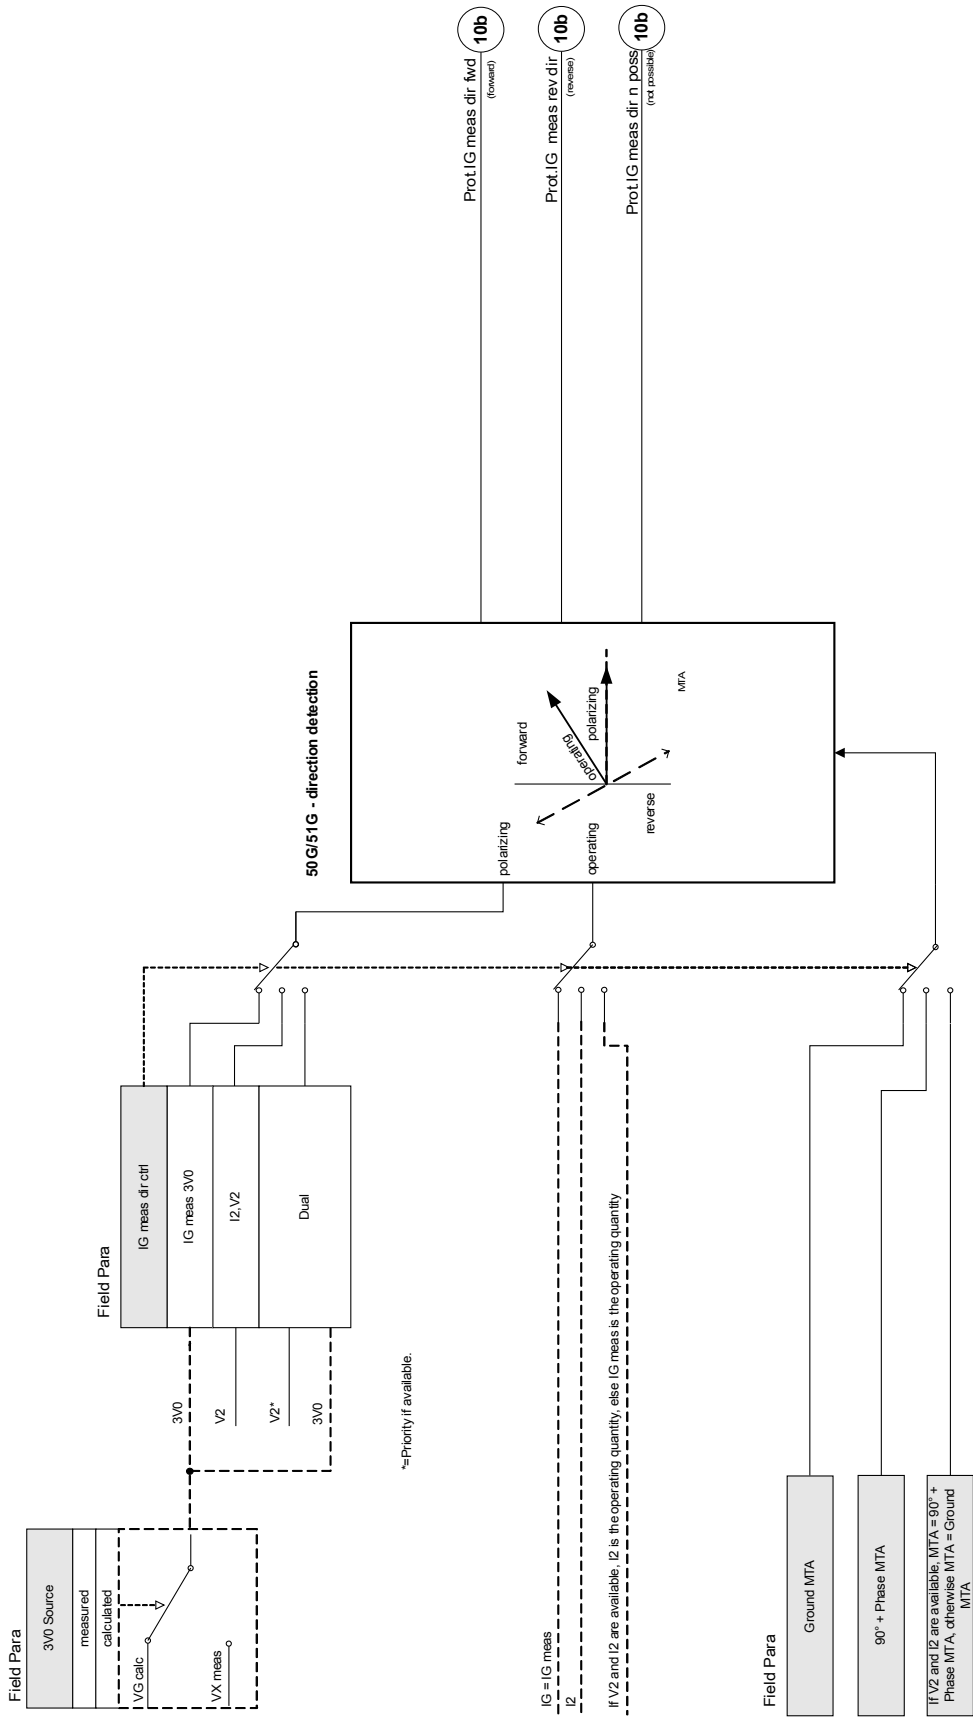 50G/51G - direction detection
Field Para
3V0 Source
measured
calculated
VG calc
VX meas
3V0
V2
V2*
3V0
Field Para
IG meas dir ctrl
IG meas 3V0
I2,V2
Dual
*=Priority if available.
IG = IG meas
I2
If V2 and I2 are available, I2 is the operating quantity, else IG meas is the operating quantity
Field Para
Ground MTA
90° + Phase MTA
If V2 and I2 are available, MTA = 90° +
Phase MTA, otherwise MTA = Ground
MTA
polarizing
operating
forward
reverse
operating
polarizing
MTA
Prot.IG meas dir fwd
(forward)
10b
Prot.IG meas rev dir
(reverse)
10b
Prot.IG meas dir n poss
(not possible)
10b